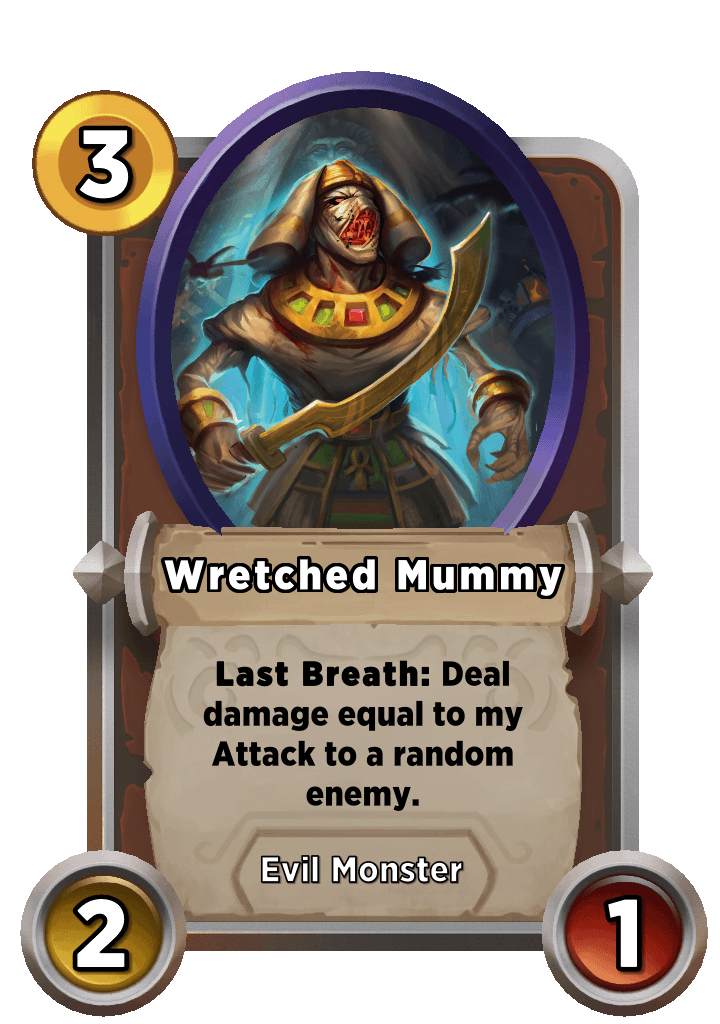 3
Wretched Mummy
Last Breath: Deal
damage equal to my
Attack to a random
enemy.
Evil Monster
2
1